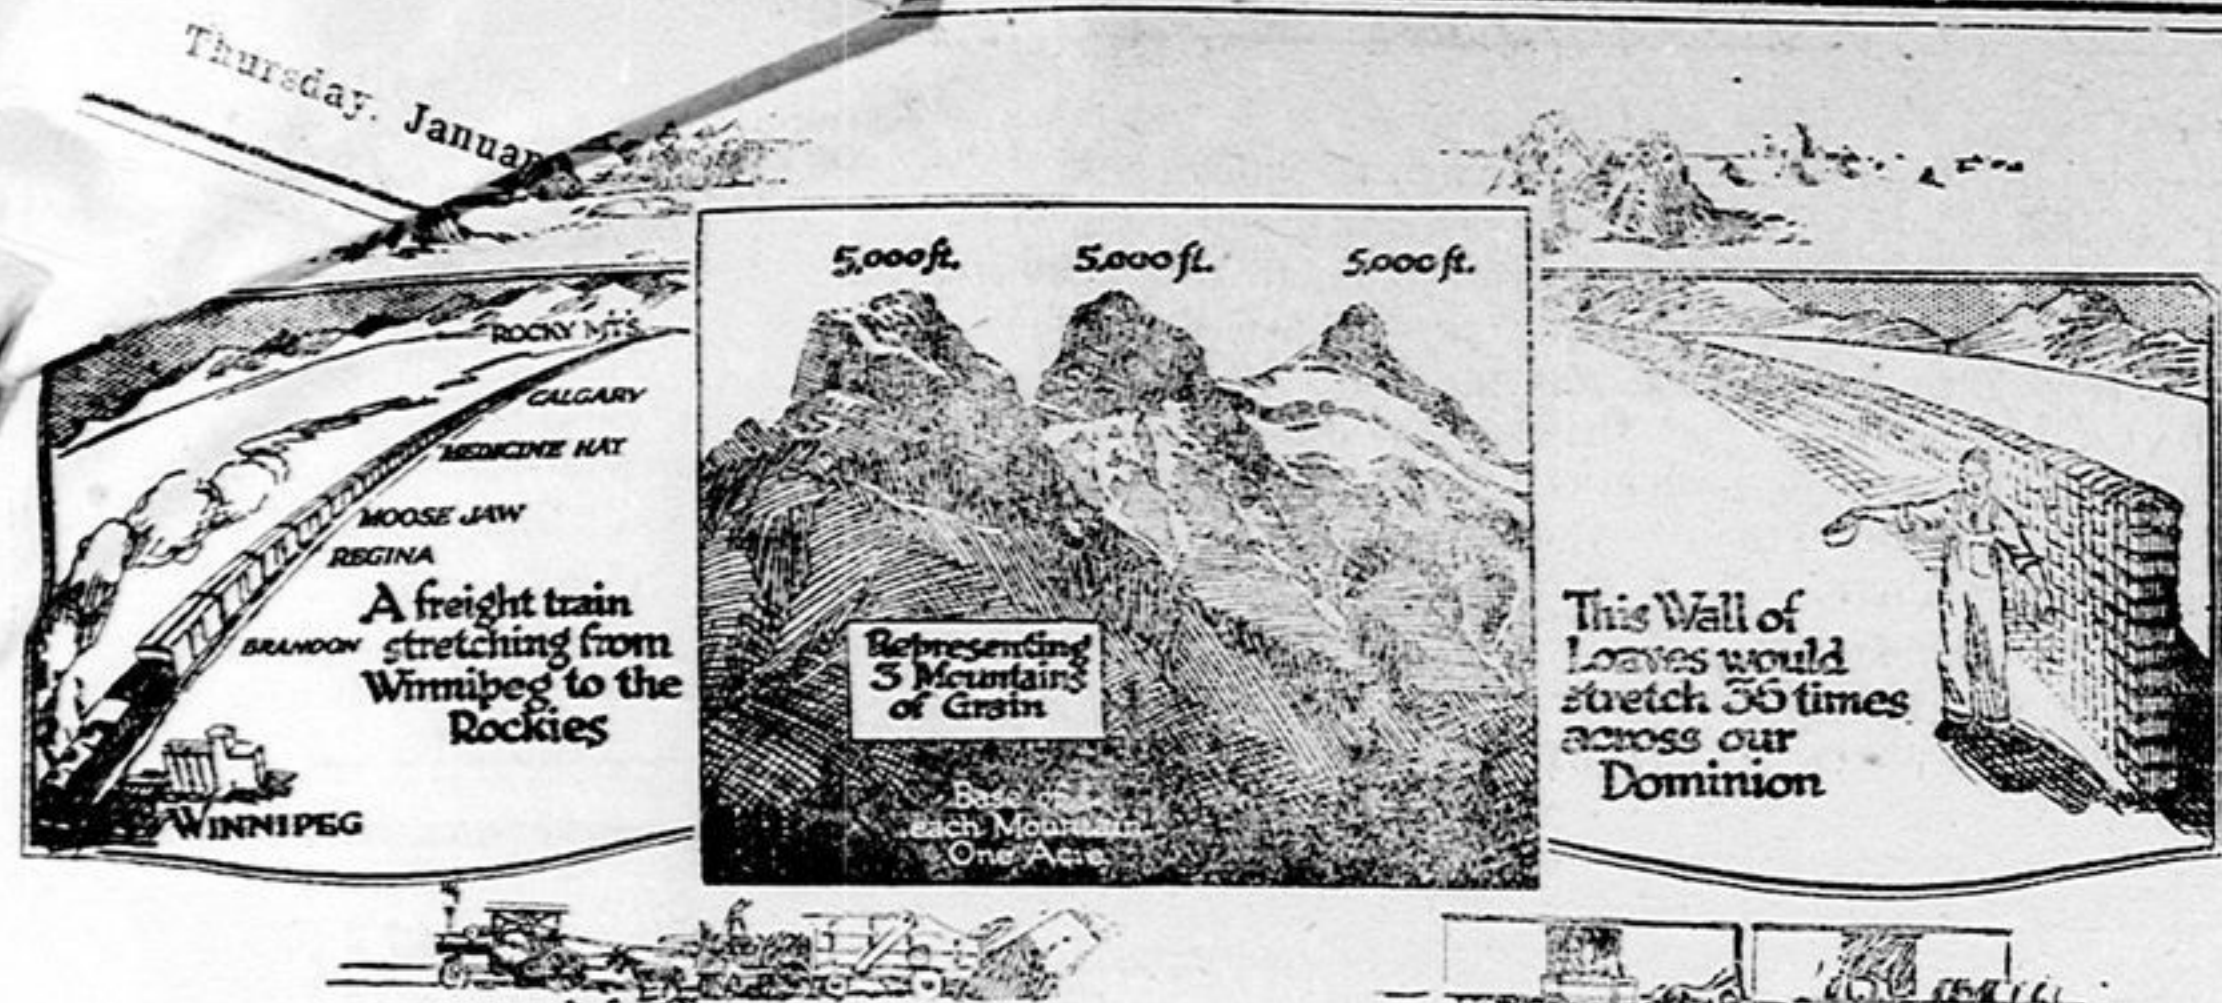 Thursday, Januar
ROCKY MTS.
CALGARY
MEDICINE HAT
MOOSE JAW
REGINA
BRANDON
A freight train
stretching from
Winnipeg to the
Rockies
WINNIPEG
5,000 ft. 5,000 ft. 5,000 ft.
Representing
3 Mountains
of Grain
Base of
each Mountain
One Acre
This Wall of
Loaves would
stretch 36 times
across our
Dominion